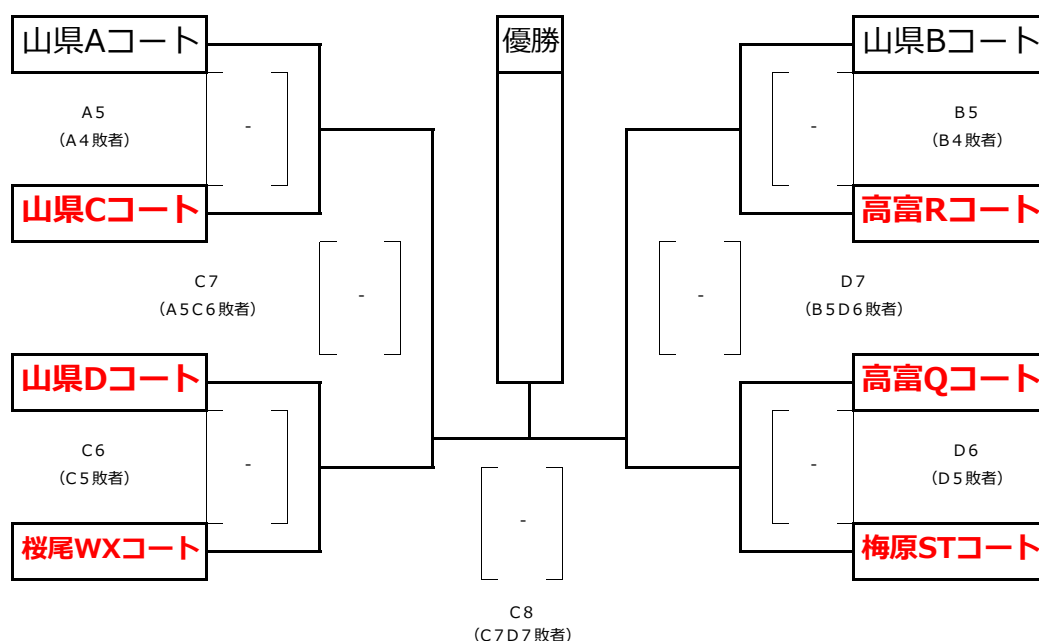 山県Aコート
優勝
山県Bコート
A5
(A4敗者)
-
-
B5
(B4敗者)
山県Cコート
高富Rコート
C7
(A5C6敗者)
-
-
D7
(B5D6敗者)
山県Dコート
高富Qコート
C6
(C5敗者)
-
-
D6
(D5敗者)
桜尾WXコート
-
梅原STコート
C8
(C7D7敗者)